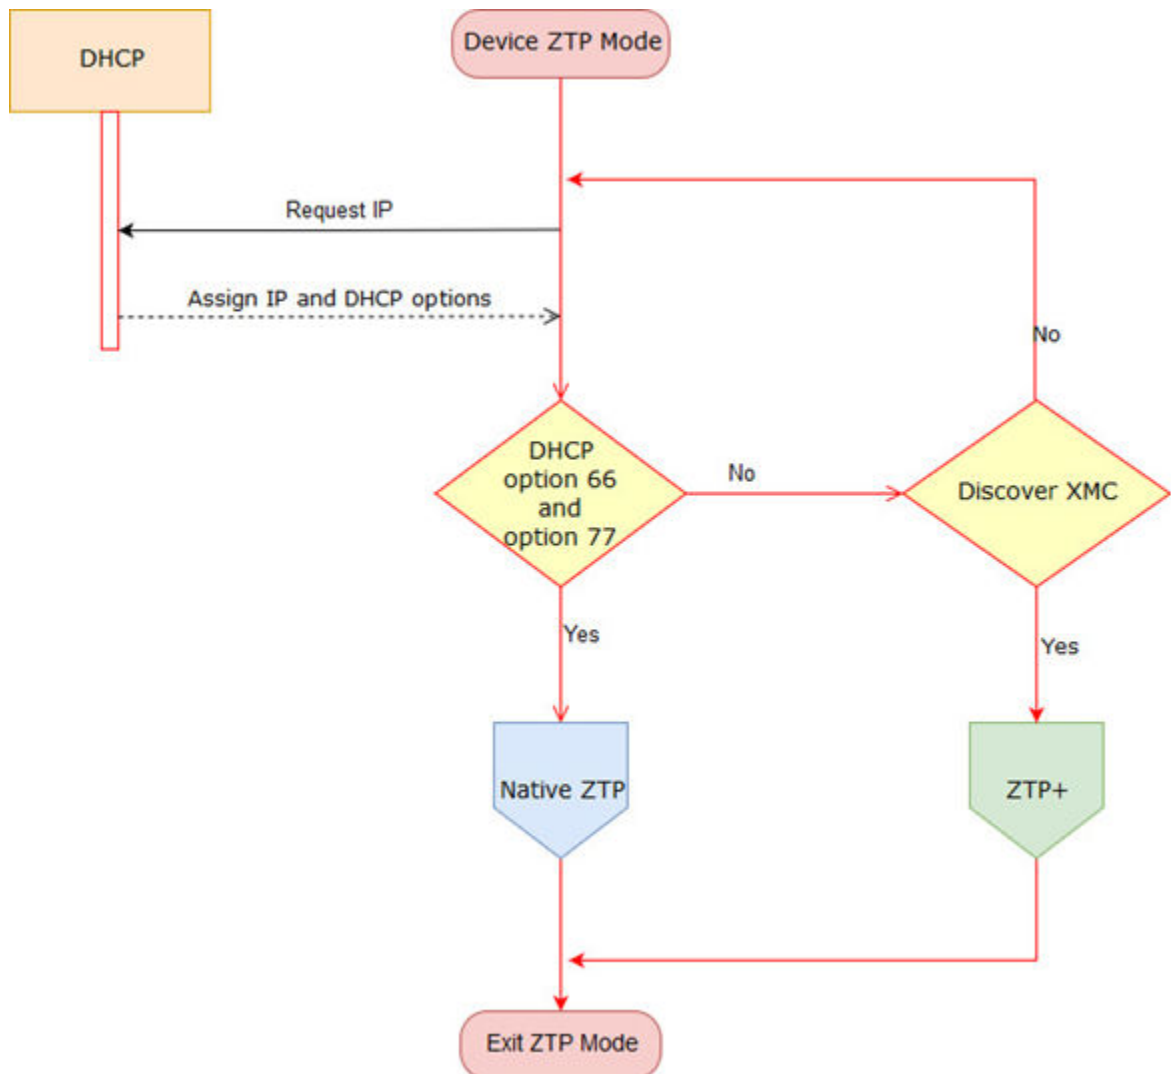 DHCP
Device ZTP Mode
Request IP
Assign IP and DHCP options
No
DHCP
option 66
and
option 77
No
Discover XMC
Yes
Yes
Native ZTP
ZTP+
Exit ZTP Mode